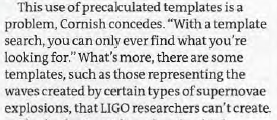 This use of precalculated templates is a
problem, Cornish concedes. “With a template
search, you can only ever find what you’re
looking for.” What’s more, there are some
templates, such as those representing the
waves created by certain types of supernovae
explosions, that LIGO researchers can’t create.